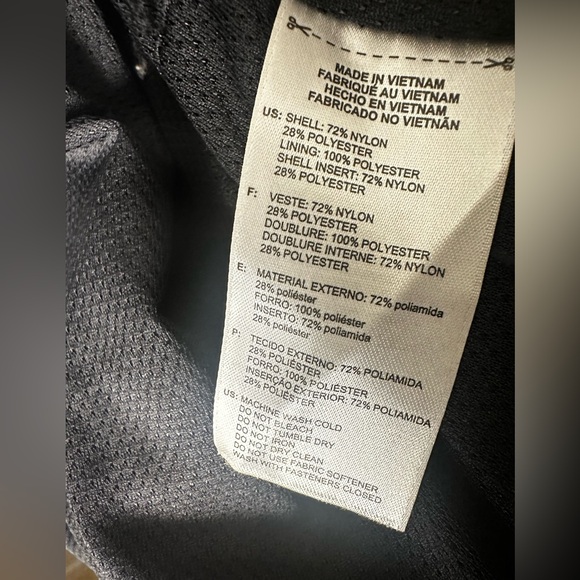 MADE IN VIETNAM
FABRIQUÉ AU VIETNAM
HECHO EN VIETNAM
FABRICADO NO VIETNÃN
US: SHELL: 72% NYLON
28% POLYESTER
LINING: 100% POLYESTER
SHELL INSERT: 72% NYLON
28% POLYESTER
F: VESTE: 72% NYLON
28% POLYESTER
DOUBLURE: 100% POLYESTER
DOUBLURE INTERNE: 72% NYLON
28% POLYESTER
E: MATERIAL EXTERNO: 72% poliamida
28% poliéster
FORRO: 100% poliéster
INSERTO: 72% poliamida
28% poliéster
P: TECIDO EXTERNO: 72% POLIAMIDA
28% POLIÉSTER
FORRO: 100% POLIÉSTER
INSERÇÃO EXTERIOR: 72% POLIAMIDA
28% POLIÉSTER
US: MACHINE WASH COLD
DO NOT BLEACH
DO NOT TUMBLE DRY
DO NOT IRON
DO NOT DRY CLEAN
DO NOT USE FABRIC SOFTENER
WASH WITH FASTENERS CLOSED